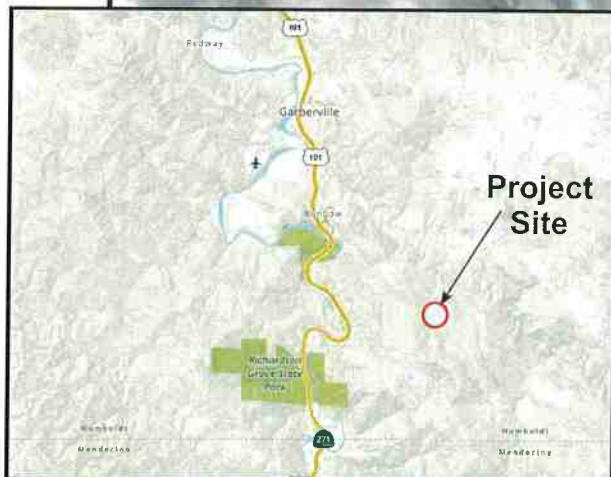 101
Redway
Garberville
101
Benbow
Project
Site
Richardson
Grove State
Park
Humboldt
Humboldt
271
Mendocino
Mendocino